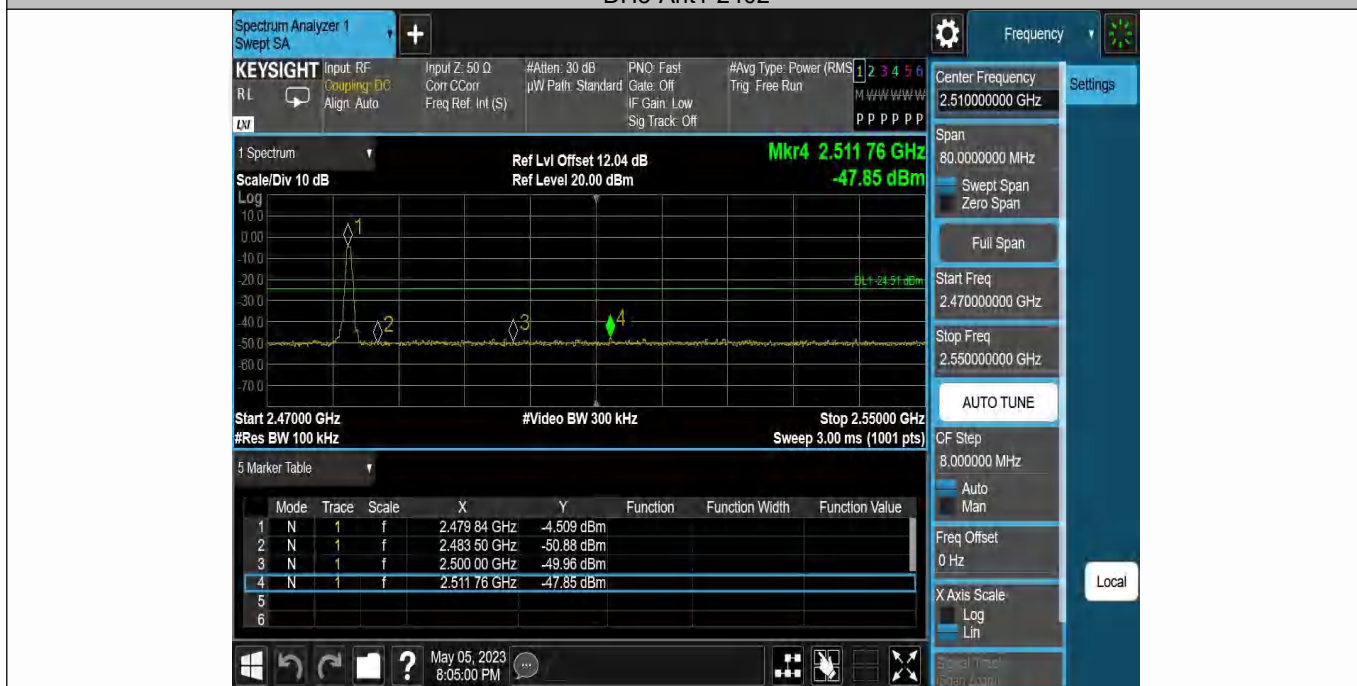 Spectrum Analyzer 1
Swept SA
+
Frequency
KEYSIGHT
RL
LXI
Input: RF
Coupling: DC
Align: Auto
Input Z: 50 Ω
Corr CCorr
Freq Ref: Int (S)
#Atten: 30 dB
µW Path: Standard
PNO: Fast
Gate: Off
IF Gain: Low
Sig Track: Off
#Avg Type: Power (RMS
Trig: Free Run
1 2 3 4 5 6
M W W W W W
P P P P P P
Settings
Center Frequency
2.510000000 GHz
Span
80.0000000 MHz
Swept Span
Zero Span
Full Span
Start Freq
2.470000000 GHz
Stop Freq
2.550000000 GHz
AUTO TUNE
CF Step
8.000000 MHz
Auto
Man
Freq Offset
0 Hz
X Axis Scale
Log
Lin
Local
1 Spectrum
Scale/Div 10 dB
Ref Lvl Offset 12.04 dB
Ref Level 20.00 dBm
Mkr4 2.511 76 GHz
-47.85 dBm
Log
10.0
0.00
-10.0
-20.0
-30.0
-40.0
-50.0
-60.0
-70.0
1
2
3
4
DL1 -24.51 dBm
Start 2.47000 GHz
#Res BW 100 kHz
#Video BW 300 kHz
Stop 2.55000 GHz
Sweep 3.00 ms (1001 pts)
5 Marker Table
Mode Trace Scale X Y Function Function Width Function Value
1 N 1 f 2.479 84 GHz -4.509 dBm
2 N 1 f 2.483 50 GHz -50.88 dBm
3 N 1 f 2.500 00 GHz -49.96 dBm
4 N 1 f 2.511 76 GHz -47.85 dBm
5
6
?
May 05, 2023
8:05:00 PM